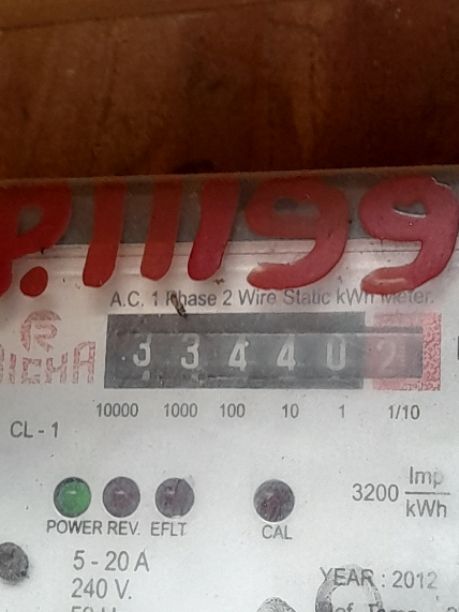 P.11199
A.C. 1 Phase 2 Wire Static kWh Meter.
3 3 4 4 0 2
10000 1000 100 10 1 1/10
CL - 1
3200 Imp/kWh
POWER REV. EFLT CAL
5 - 20 A
240 V.
YEAR : 2012